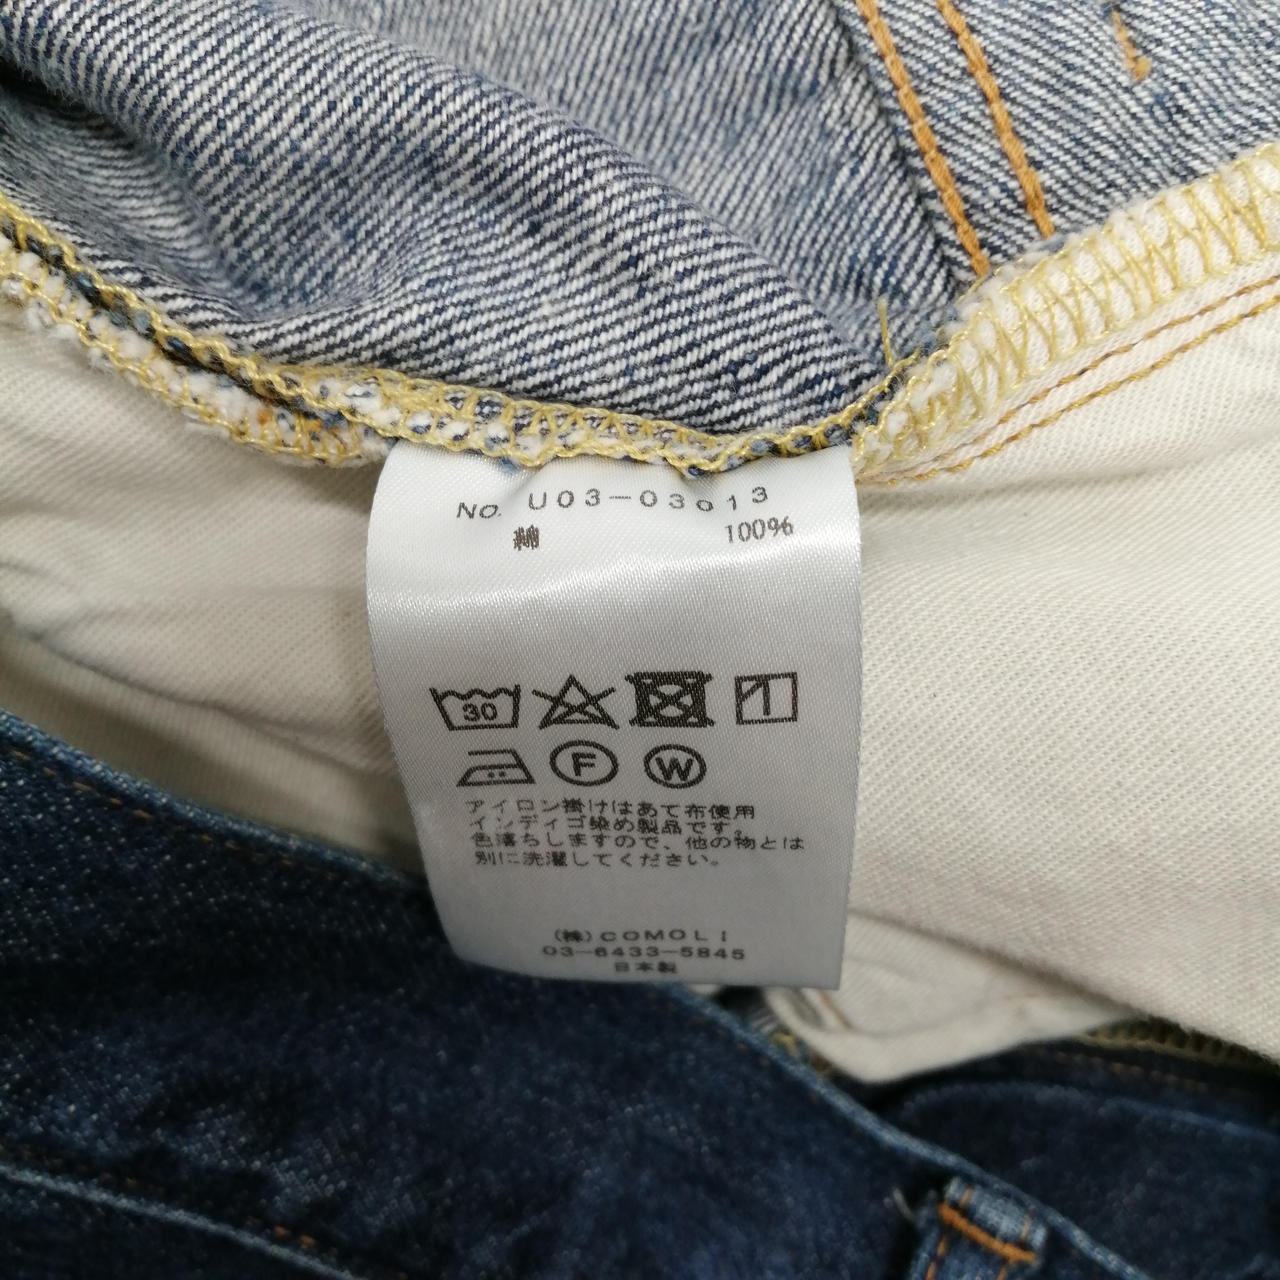 No. U03-03013
綿 100%
30
F W
アイロン掛けはあて布使用
インディゴ染め製品です。
色落ちしますので、他の物とは
別に洗濯してください。
(株)COMOLI
03-6433-5845
日本製